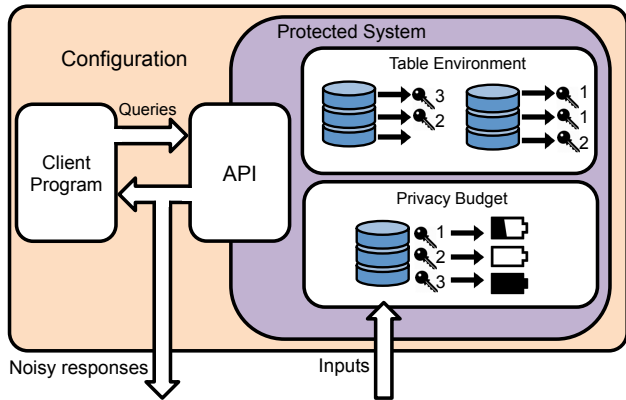 Protected System
Configuration
Table Environment
3
2
1
1
2
Queries
Client
Program
API
Privacy Budget
1
2
3
Noisy responses
Inputs